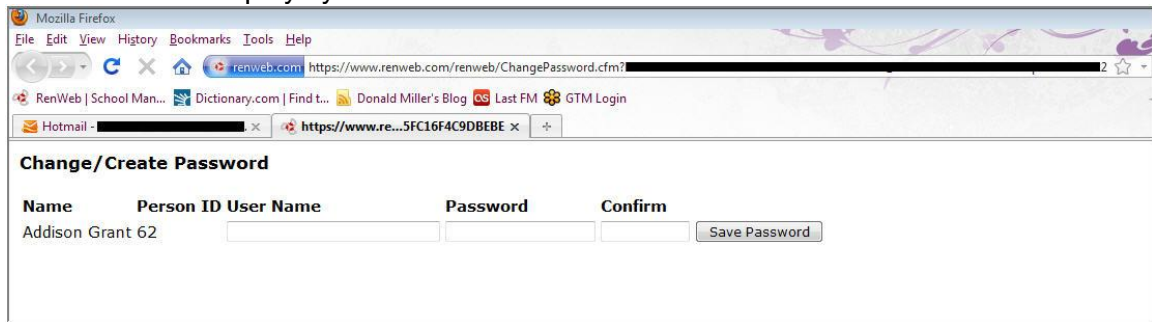 Mozilla Firefox
File Edit View History Bookmarks Tools Help
renweb.com https://www.renweb.com/renweb/ChangePassword.cfm? 2
RenWeb | School Man... Dictionary.com | Find t... Donald Miller's Blog Last FM GTM Login
Hotmail - https://www.re...5FC16F4C9DBEBE
Change/Create Password
Name Person ID User Name Password Confirm
Addison Grant 62 Save Password